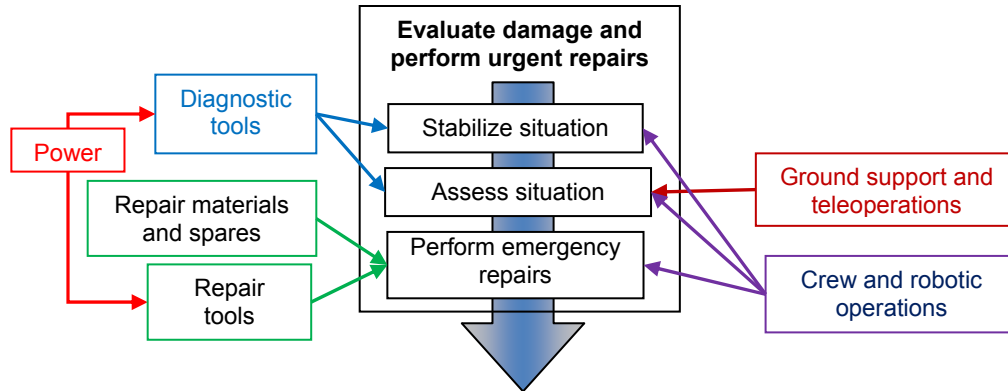 Evaluate damage and
perform urgent repairs
Diagnostic
tools
Stabilize situation
Power
Assess situation
Ground support and
teleoperations
Repair materials
and spares
Perform emergency
repairs
Repair
tools
Crew and robotic
operations